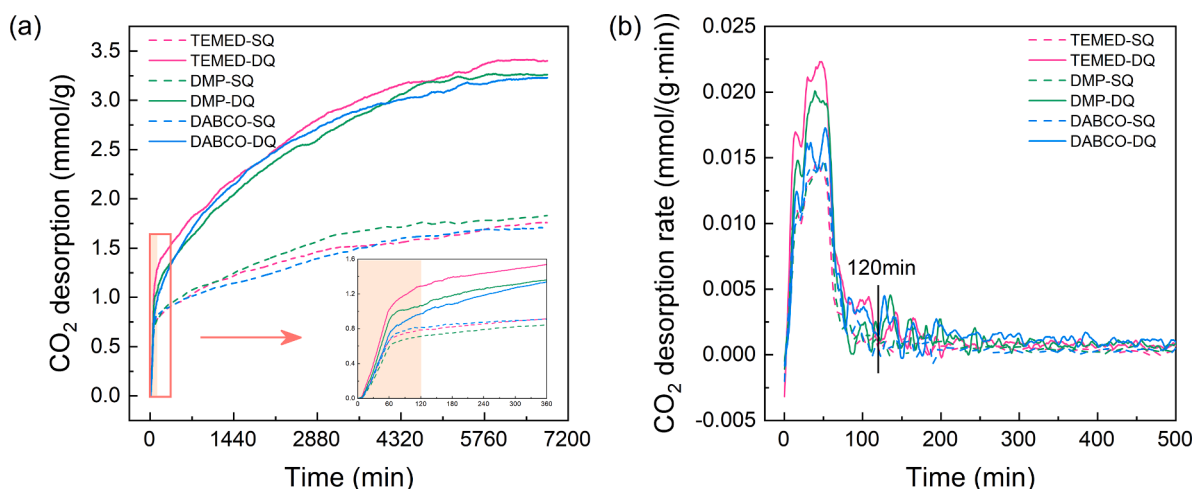 (a)
CO₂ desorption (mmol/g)
3.5
3.0
2.5
2.0
1.5
1.0
0.5
0.0
TEMED-SQ
TEMED-DQ
DMP-SQ
DMP-DQ
DABCO-SQ
DABCO-DQ
1.6
1.2
0.8
0.4
0.0
0 60 120 180 240 300 360
0 1440 2880 4320 5760 7200
Time (min)
(b)
CO₂ desorption rate (mmol/(g·min))
0.025
0.020
0.015
0.010
0.005
0.000
-0.005
TEMED-SQ
TEMED-DQ
DMP-SQ
DMP-DQ
DABCO-SQ
DABCO-DQ
120min
0 100 200 300 400 500
Time (min)